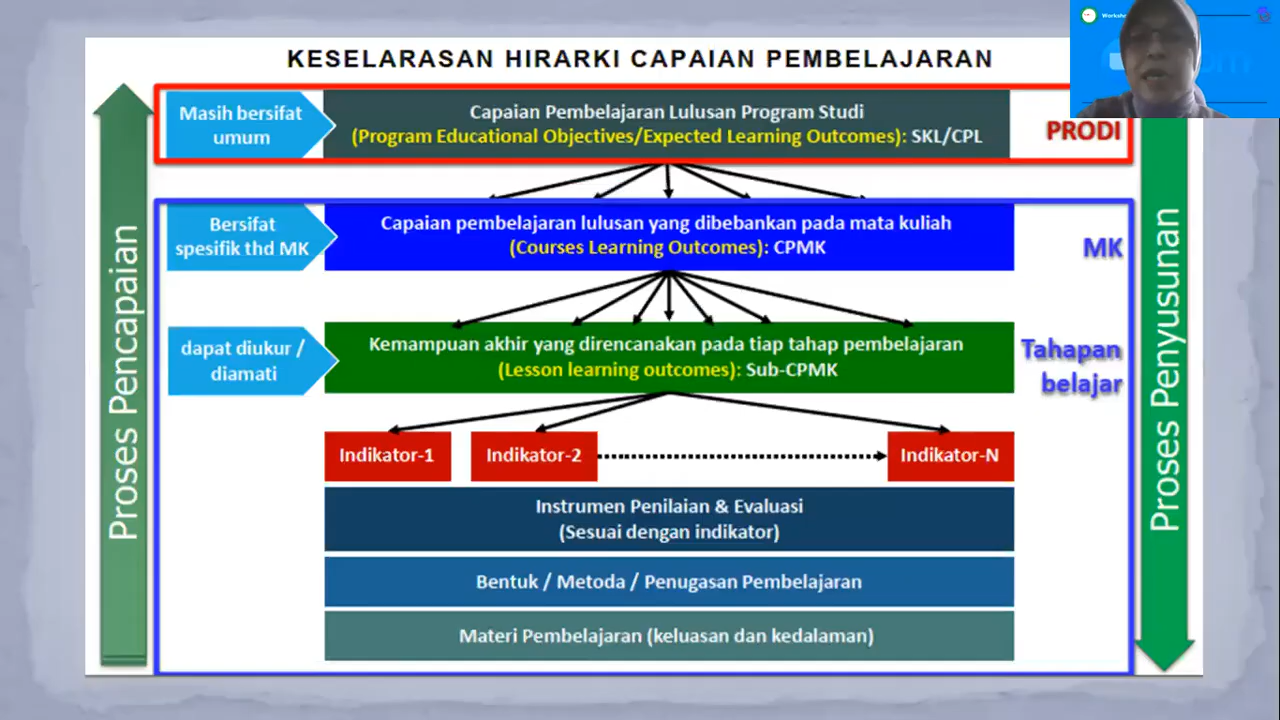 KESELARASAN HIRARKI CAPAIAN PEMBELAJARAN
Masih bersifat
umum
Capaian Pembelajaran Lulusan Program Studi
(Program Educational Objectives/Expected Learning Outcomes): SKL/CPL
PRODI
Bersifat
spesifik thd MK
Capaian pembelajaran lulusan yang dibebankan pada mata kuliah
(Courses Learning Outcomes): CPMK
MK
dapat diukur /
diamati
Kemampuan akhir yang direncanakan pada tiap tahap pembelajaran
(Lesson learning outcomes): Sub-CPMK
Tahapan
belajar
Indikator-1
Indikator-2
Indikator-N
Instrumen Penilaian & Evaluasi
(Sesuai dengan indikator)
Bentuk / Metoda / Penugasan Pembelajaran
Materi Pembelajaran (keluasan dan kedalaman)
Proses Pencapaian
Proses Penyusunan